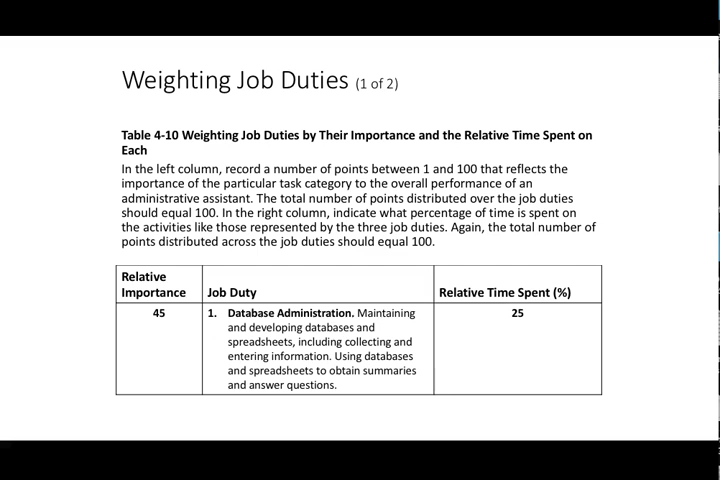 Weighting Job Duties (1 of 2)
Table 4-10 Weighting Job Duties by Their Importance and the Relative Time Spent on
Each
In the left column, record a number of points between 1 and 100 that reflects the
importance of the particular task category to the overall performance of an
administrative assistant. The total number of points distributed over the job duties
should equal 100. In the right column, indicate what percentage of time is spent on
the activities like those represented by the three job duties. Again, the total number of
points distributed across the job duties should equal 100.
Relative
Importance
Job Duty
Relative Time Spent (%)
45
1. Database Administration. Maintaining
and developing databases and
spreadsheets, including collecting and
entering information. Using databases
and spreadsheets to obtain summaries
and answer questions.
25